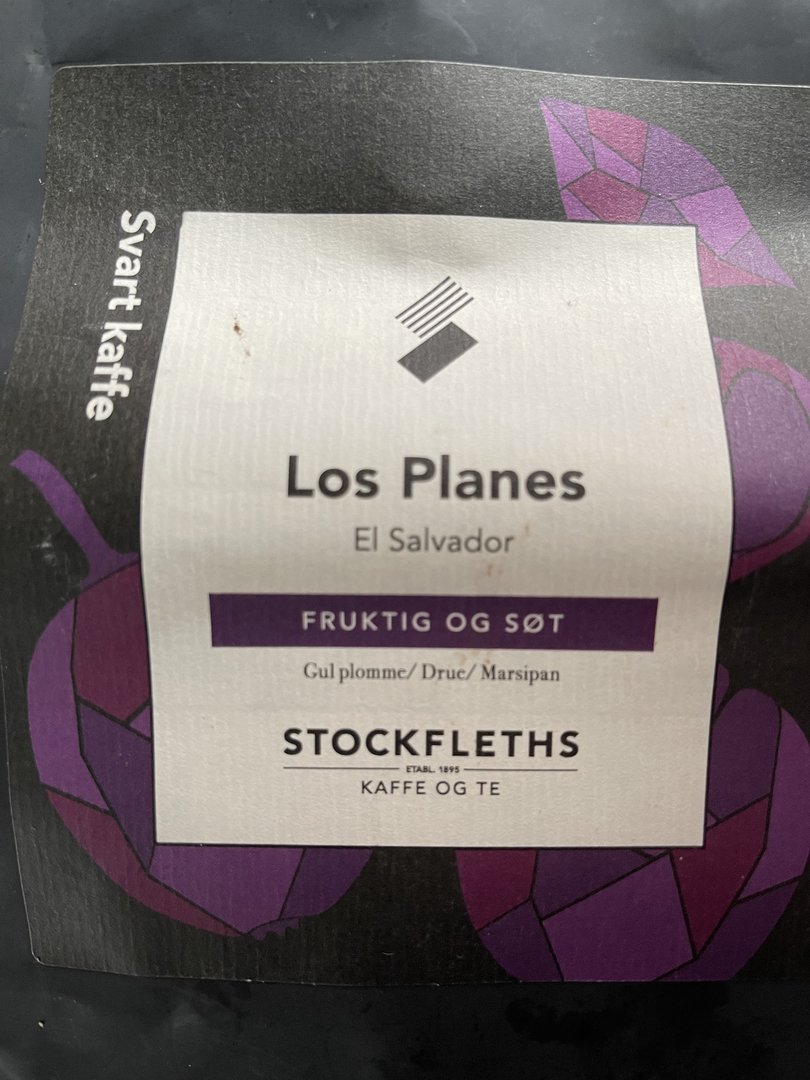 Svart kaffe
Los Planes
El Salvador
FRUKTIG OG SØT
Gul plomme/ Drue/ Marsipan
STOCKFLETHS
ETABL. 1895
KAFFE OG TE